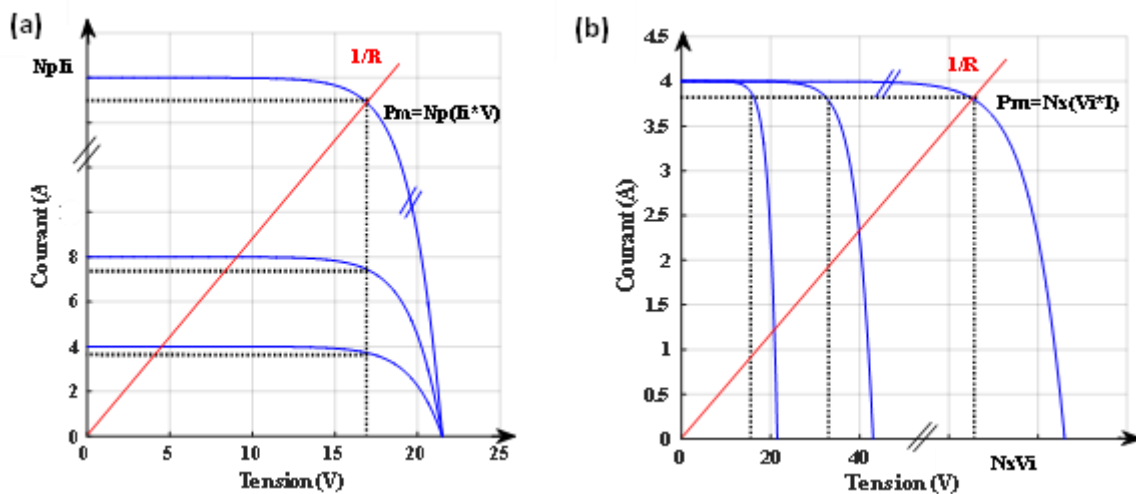 (a)
NpIi
1/R
Pm=Np(Ii*V)
Courant (A
8
6
4
2
0
0 5 10 15 20 25
Tension (V)
(b)
4.5
4
3.5
3
2.5
2
1.5
1
0.5
0
1/R
Pm=Ns(Vi*I)
Courant (A)
0 20 40
NsVi
Tension (V)